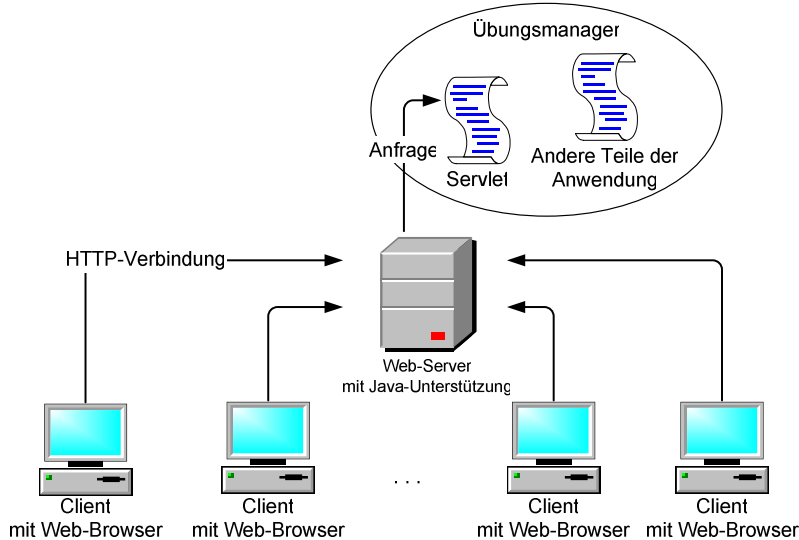 Übungsmanager
Anfrage
Servlet
Andere Teile der
Anwendung
HTTP-Verbindung
Web-Server
mit Java-Unterstützung
. . .
Client
mit Web-Browser
Client
mit Web-Browser
Client
mit Web-Browser
Client
mit Web-Browser